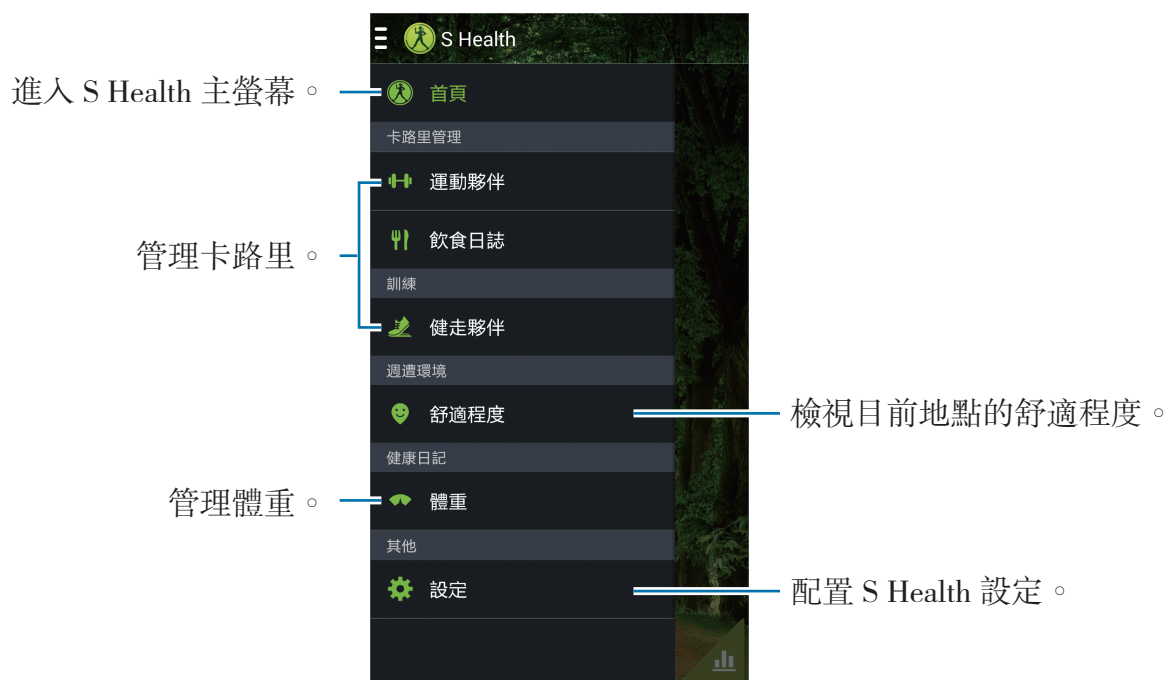 S Health
進入 S Health 主螢幕。
首頁
卡路里管理
運動夥伴
管理卡路里。
飲食日誌
訓練
健走夥伴
週遭環境
舒適程度
檢視目前地點的舒適程度。
健康日記
管理體重。
體重
其他
設定
配置 S Health 設定。